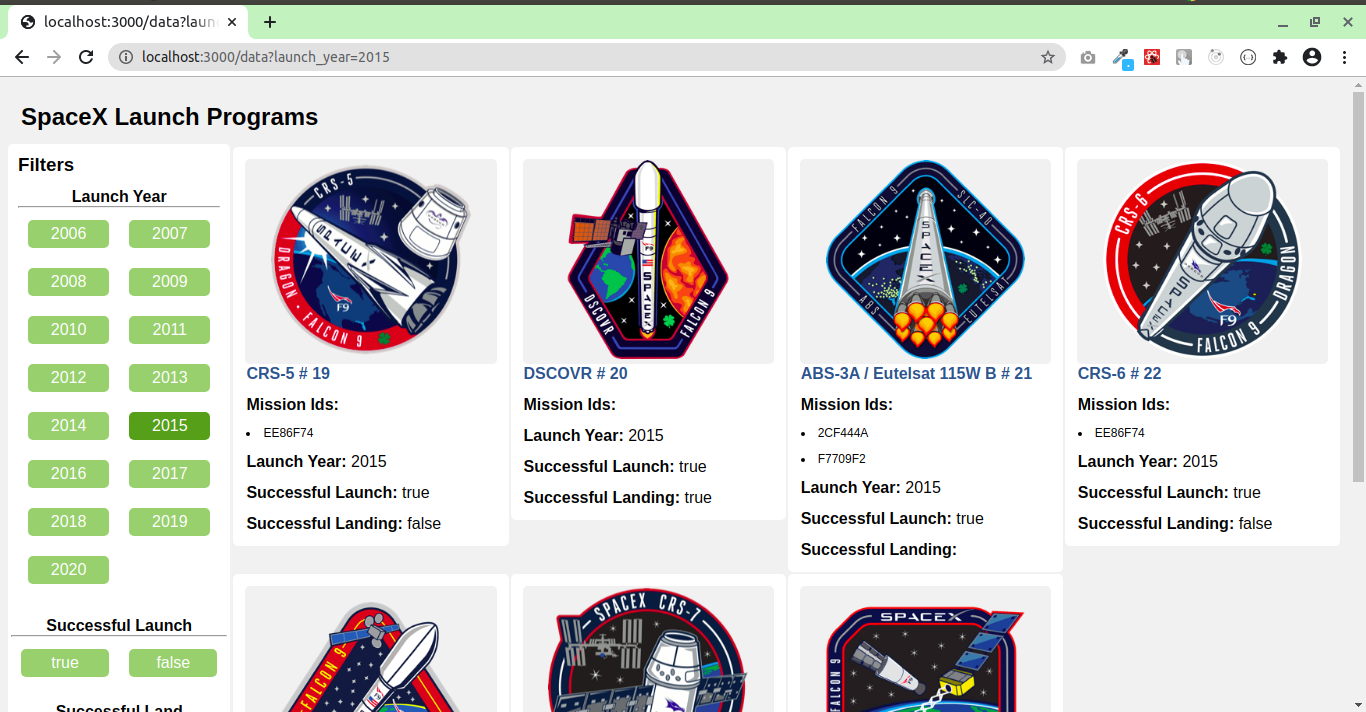 localhost:3000/data?laun
localhost:3000/data?launch_year=2015
SpaceX Launch Programs
Filters
Launch Year
2006 2007
2008 2009
2010 2011
2012 2013
2014 2015
2016 2017
2018 2019
2020
Successful Launch
true false
Successful Land
CRS-5
SPACEX
F9
DRAGON · FALCON 9
CRS-5 # 19
Mission Ids:
EE86F74
Launch Year: 2015
Successful Launch: true
Successful Landing: false
F9
SPACEX
DSCOVR
FALCON 9
DSCOVR # 20
Mission Ids:
Launch Year: 2015
Successful Launch: true
Successful Landing: true
FALCON 9
SLC-40
SPACEX
ABS
EUTELSAT
ABS-3A / Eutelsat 115W B # 21
Mission Ids:
2CF444A
F7709F2
Launch Year: 2015
Successful Launch: true
Successful Landing:
CRS-6
SPACEX
DRAGON
F9
FALCON 9
CRS-6 # 22
Mission Ids:
EE86F74
Launch Year: 2015
Successful Launch: true
Successful Landing: false
FALCON 9
SPACEX CRS-7
SPACEX
FALCON 9